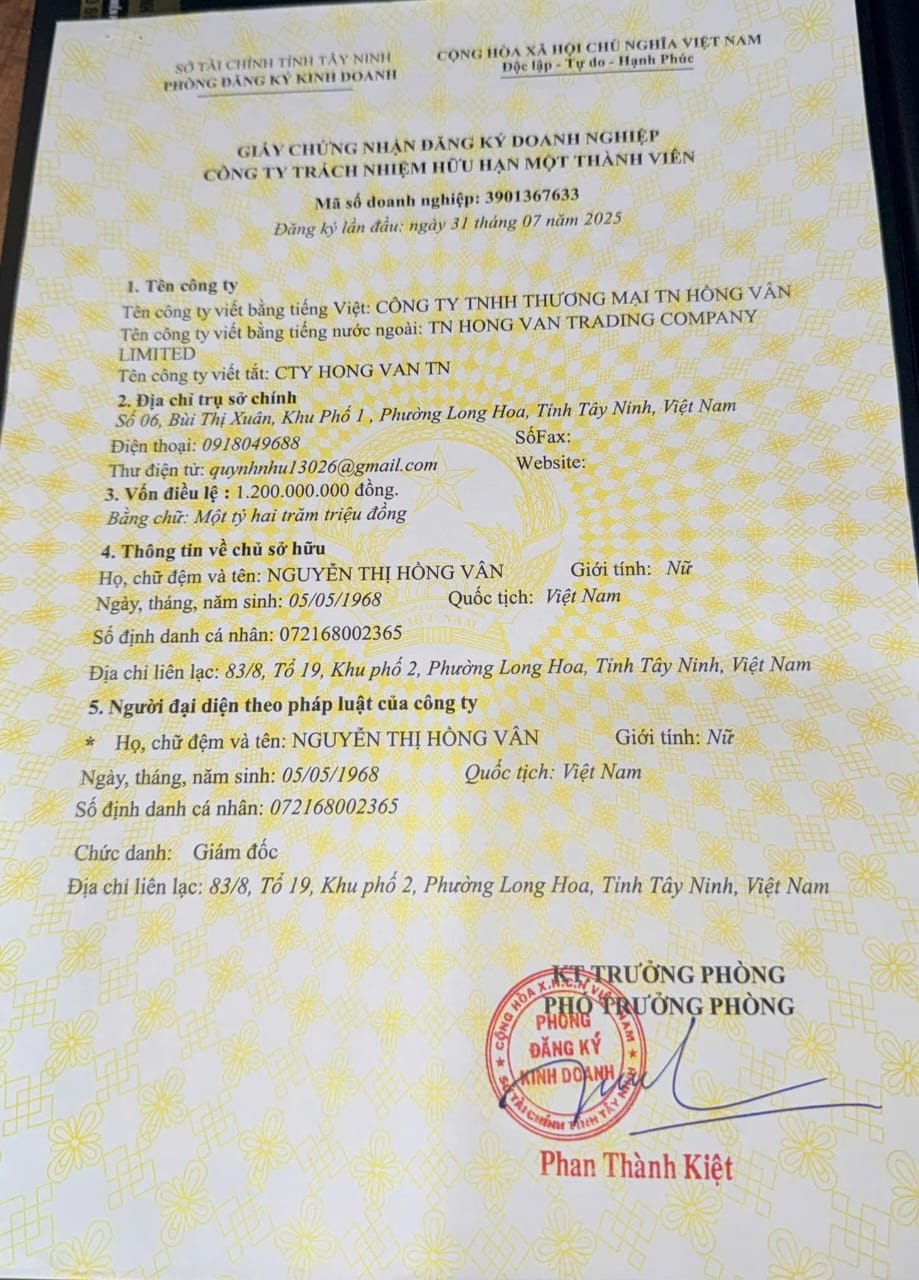 SỞ TÀI CHÍNH TỈNH TÂY NINH
PHÒNG ĐĂNG KÝ KINH DOANH
CỘNG HÒA XÃ HỘI CHỦ NGHĨA VIỆT NAM
Độc lập - Tự do - Hạnh Phúc
GIẤY CHỨNG NHẬN ĐĂNG KÝ DOANH NGHIỆP
CÔNG TY TRÁCH NHIỆM HỮU HẠN MỘT THÀNH VIÊN
Mã số doanh nghiệp: 3901367633
Đăng ký lần đầu: ngày 31 tháng 07 năm 2025
1. Tên công ty
Tên công ty viết bằng tiếng Việt: CÔNG TY TNHH THƯƠNG MẠI TN HỒNG VÂN
Tên công ty viết bằng tiếng nước ngoài: TN HONG VAN TRADING COMPANY
LIMITED
Tên công ty viết tắt: CTY HONG VAN TN
2. Địa chỉ trụ sở chính
Số 06, Bùi Thị Xuân, Khu Phố 1 , Phường Long Hoa, Tỉnh Tây Ninh, Việt Nam
Điện thoại: 0918049688 SốFax:
Thư điện tử: quynhnhu13026@gmail.com Website:
3. Vốn điều lệ : 1.200.000.000 đồng.
Bằng chữ: Một tỷ hai trăm triệu đồng
4. Thông tin về chủ sở hữu
Họ, chữ đệm và tên: NGUYỄN THỊ HỒNG VÂN Giới tính: Nữ
Ngày, tháng, năm sinh: 05/05/1968 Quốc tịch: Việt Nam
Số định danh cá nhân: 072168002365
Địa chỉ liên lạc: 83/8, Tổ 19, Khu phố 2, Phường Long Hoa, Tỉnh Tây Ninh, Việt Nam
5. Người đại diện theo pháp luật của công ty
* Họ, chữ đệm và tên: NGUYỄN THỊ HỒNG VÂN Giới tính: Nữ
Ngày, tháng, năm sinh: 05/05/1968 Quốc tịch: Việt Nam
Số định danh cá nhân: 072168002365
Chức danh: Giám đốc
Địa chỉ liên lạc: 83/8, Tổ 19, Khu phố 2, Phường Long Hoa, Tỉnh Tây Ninh, Việt Nam
KT.TRƯỞNG PHÒNG
PHÓ TRƯỞNG PHÒNG
CỘNG HÒA X.H.C.N VIỆT NAM
PHÒNG
ĐĂNG KÝ
KINH DOANH
SỞ TÀI CHÍNH TỈNH TÂY NINH
Phan Thành Kiệt